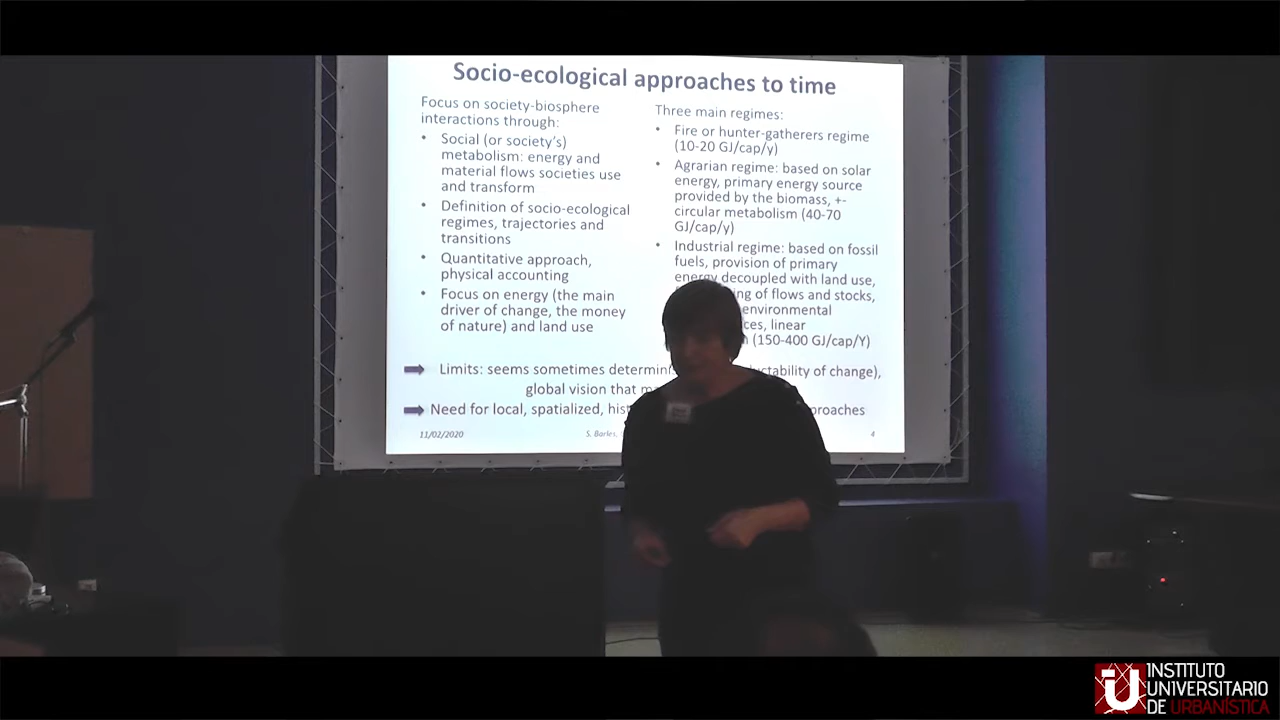 Socio-ecological approaches to time
Focus on society-biosphere
interactions through:
• Social (or society's)
metabolism: energy and
material flows societies use
and transform
• Definition of socio-ecological
regimes, trajectories and
transitions
• Quantitative approach,
physical accounting
• Focus on energy (the main
driver of change, the money
of nature) and land use
Three main regimes:
• Fire or hunter-gatherers regime
(10-20 GJ/cap/y)
• Agrarian regime: based on solar
energy, primary energy source
provided by the biomass, +-
circular metabolism (40-70
GJ/cap/y)
• Industrial regime: based on fossil
fuels, provision of primary
energy decoupled with land use,
of flows and stocks,
environmental
linear
(150-400 GJ/cap/Y)
Limits: seems sometimes of change),
global vision that
Need for local, spatialized,
11/02/2020
S. Barles,
4
INSTITUTO
UNIVERSITARIO
DE URBANÍSTICA